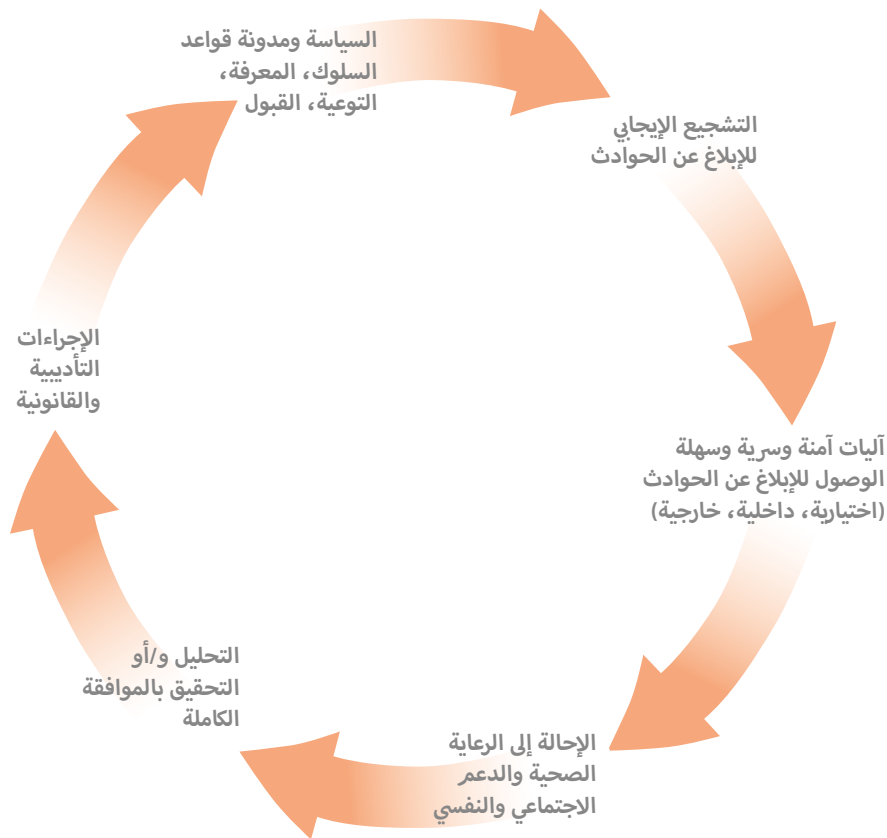 السياسة ومدونة قواعد
السلوك، المعرفة،
التوعية، القبول
التشجيع الإيجابي
للإبلاغ عن الحوادث
آليات آمنة وسرية وسهلة
الوصول للإبلاغ عن الحوادث
(اختيارية، داخلية، خارجية)
الإحالة إلى الرعاية
الصحية والدعم
الاجتماعي والنفسي
التحليل و/أو
التحقيق بالموافقة
الكاملة
الإجراءات
التأديبية
والقانونية